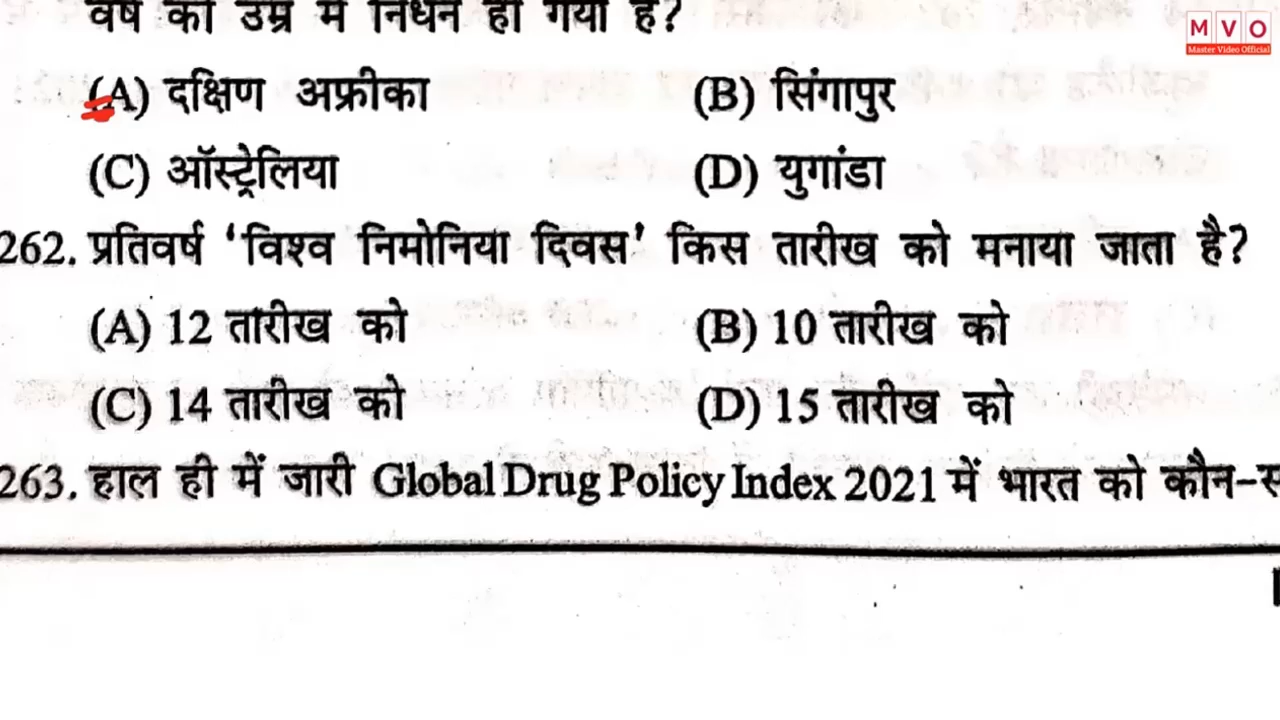 वर्ष की उम्र में निधन हो गया है?
M V O
Master Video Official
(A) दक्षिण अफ्रीका (B) सिंगापुर
(C) ऑस्ट्रेलिया (D) युगांडा
262. प्रतिवर्ष ‘विश्व निमोनिया दिवस’ किस तारीख को मनाया जाता है?
(A) 12 तारीख को (B) 10 तारीख को
(C) 14 तारीख को (D) 15 तारीख को
263. हाल ही में जारी Global Drug Policy Index 2021 में भारत को कौन-स